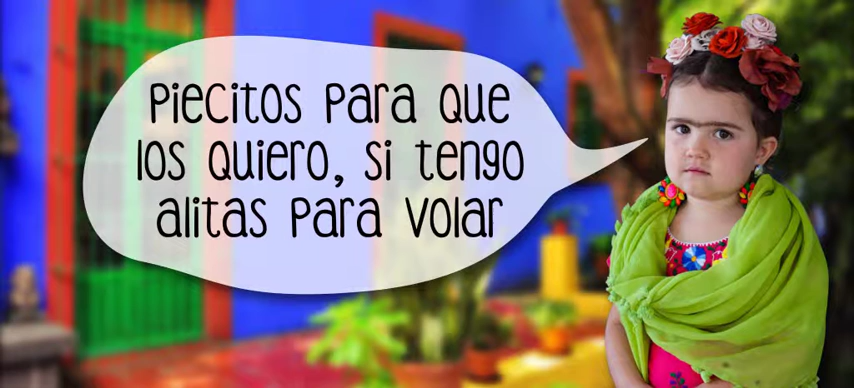 Piecitos para que
los quiero, si tengo
alitas para volar